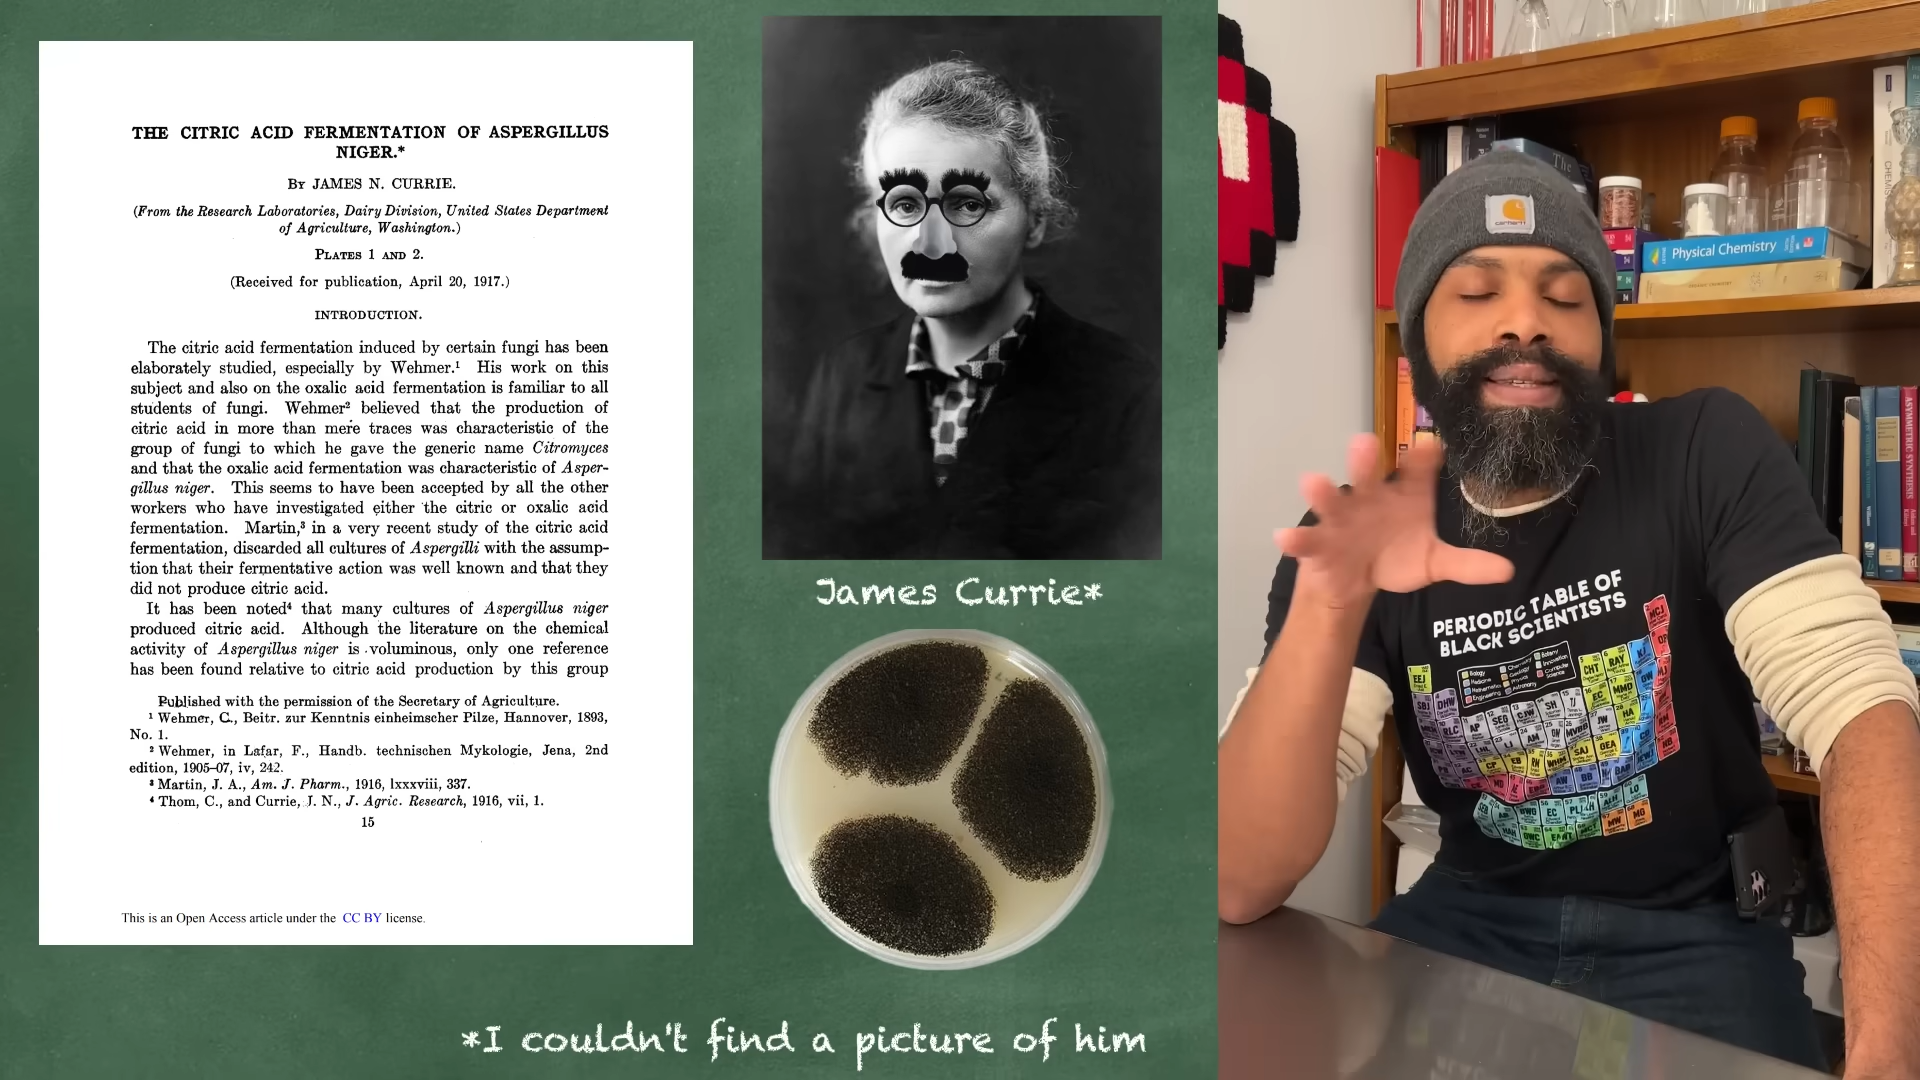 THE CITRIC ACID FERMENTATION OF ASPERGILLUS
NIGER.*
By JAMES N. CURRIE.
(From the Research Laboratories, Dairy Division, United States Department
of Agriculture, Washington.)
PLATES 1 AND 2.
(Received for publication, April 20, 1917.)
INTRODUCTION.
The citric acid fermentation induced by certain fungi has been
elaborately studied, especially by Wehmer.¹ His work on this
subject and also on the oxalic acid fermentation is familiar to all
students of fungi. Wehmer² believed that the production of
citric acid in more than mere traces was characteristic of the
group of fungi to which he gave the generic name Citromyces
and that the oxalic acid fermentation was characteristic of Asper-
gillus niger. This seems to have been accepted by all the other
workers who have investigated either the citric or oxalic acid
fermentation. Martin,³ in a very recent study of the citric acid
fermentation, discarded all cultures of Aspergilli with the assump-
tion that their fermentative action was well known and that they
did not produce citric acid.
It has been noted⁴ that many cultures of Aspergillus niger
produced citric acid. Although the literature on the chemical
activity of Aspergillus niger is voluminous, only one reference
has been found relative to citric acid production by this group
Published with the permission of the Secretary of Agriculture.
¹ Wehmer, C., Beitr. zur Kenntnis einheimscher Pilze, Hannover, 1893,
No. 1.
² Wehmer, in Lafar, F., Handb. technischen Mykologie, Jena, 2nd
edition, 1905–07, iv, 242.
³ Martin, J. A., Am. J. Pharm., 1916, lxxxviii, 337.
⁴ Thom, C., and Currie, J. N., J. Agric. Research, 1916, vii, 1.
15
This is an Open Access article under the CC BY license.
James Currie*
*I couldn't find a picture of him
carhartt
The
Physical Chemistry
ASYMMETRIC SYNTHESIS
PERIODIC TABLE OF
BLACK SCIENTISTS